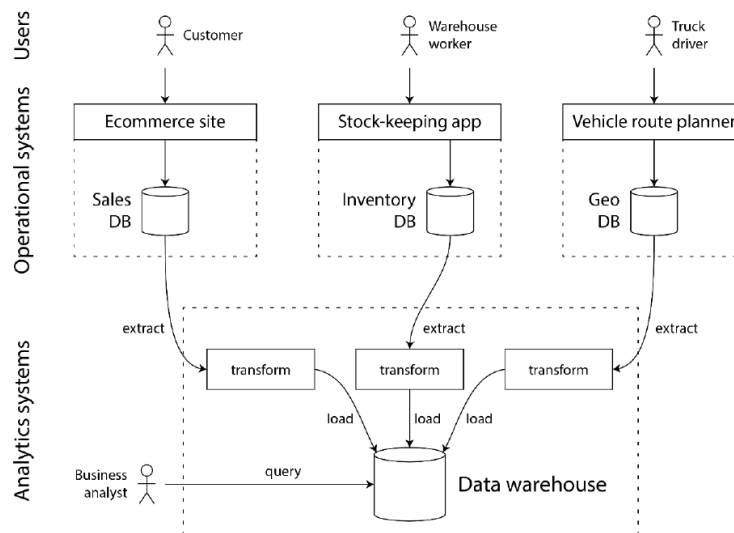 Users
Customer
Warehouse
worker
Truck
driver
Operational systems
Ecommerce site
Stock-keeping app
Vehicle route planner
Sales
DB
Inventory
DB
Geo
DB
extract
extract
extract
Analytics systems
transform
transform
transform
load
load
load
Business
analyst
query
Data warehouse